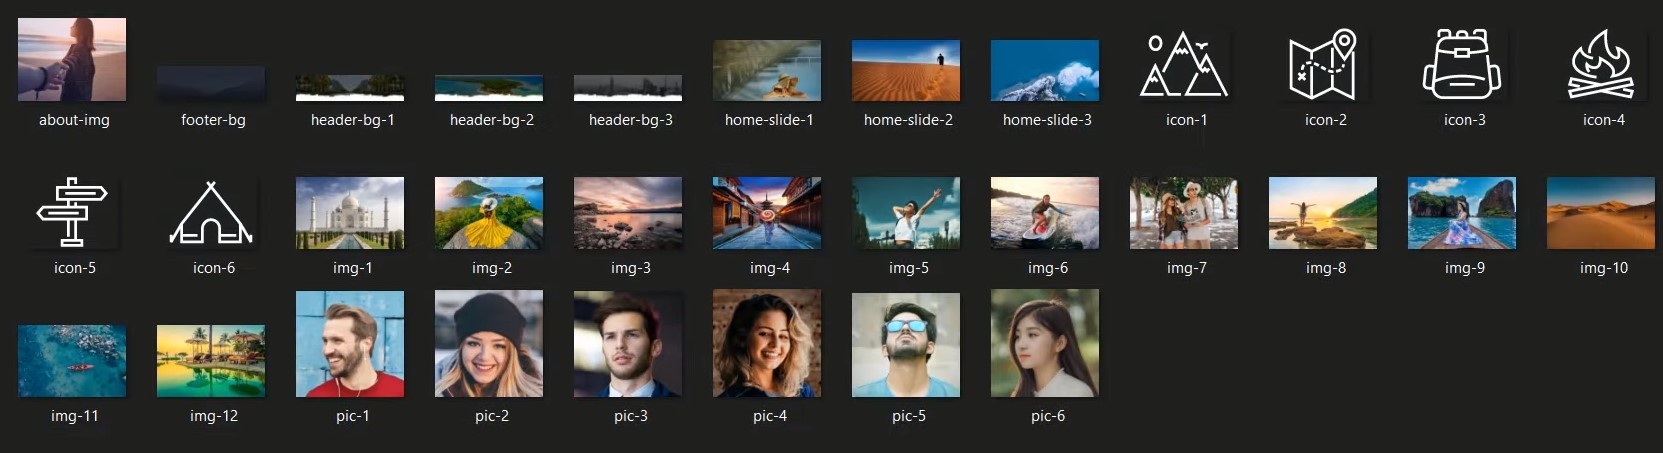 about-img
footer-bg
header-bg-1
header-bg-2
header-bg-3
home-slide-1
home-slide-2
home-slide-3
icon-1
icon-2
icon-3
icon-4
icon-5
icon-6
img-1
img-2
img-3
img-4
img-5
img-6
img-7
img-8
img-9
img-10
img-11
img-12
pic-1
pic-2
pic-3
pic-4
pic-5
pic-6